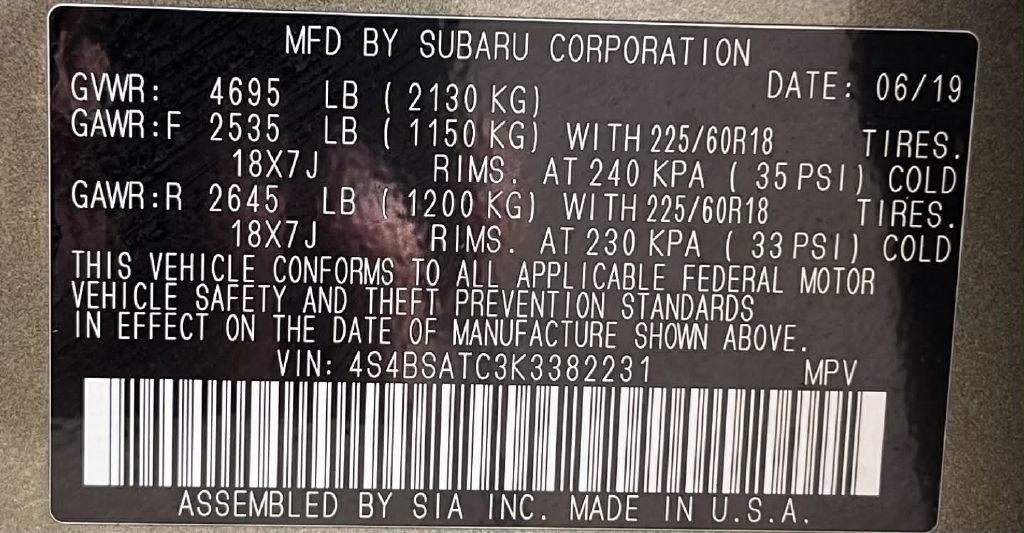 MFD BY SUBARU CORPORATION
GVWR: 4695 LB ( 2130 KG) DATE: 06/19
GAWR:F 2535 LB ( 1150 KG) WITH 225/60R18 TIRES.
18X7J RIMS. AT 240 KPA ( 35 PSI) COLD
GAWR:R 2645 LB ( 1200 KG) WITH 225/60R18 TIRES.
18X7J RIMS. AT 230 KPA ( 33 PSI) COLD
THIS VEHICLE CONFORMS TO ALL APPLICABLE FEDERAL MOTOR
VEHICLE SAFETY AND THEFT PREVENTION STANDARDS
IN EFFECT ON THE DATE OF MANUFACTURE SHOWN ABOVE.
VIN: 4S4BSATC3K3382231 MPV
ASSEMBLED BY SIA INC. MADE IN U.S.A.